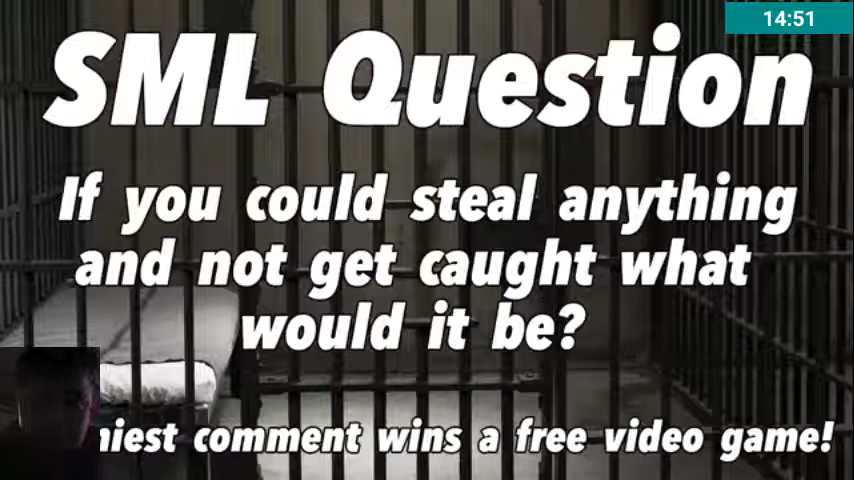 14:51
SML Question
If you could steal anything
and not get caught what
would it be?
comment wins a free video game!